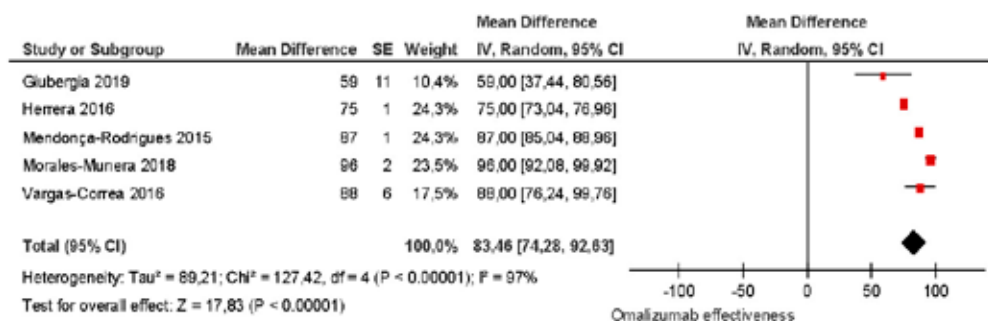 Mean Difference Mean Difference
Study or Subgroup Mean Difference SE Weight IV, Random, 95% CI IV, Random, 95% CI
Giubergia 2019 59 11 10,4% 59,00 [37,44, 80,56]
Herrera 2016 75 1 24,3% 75,00 [73,04, 76,96]
Mendonça-Rodrigues 2015 87 1 24,3% 87,00 [85,04, 88,96]
Morales-Munera 2018 96 2 23,5% 96,00 [92,08, 99,92]
Vargas-Correa 2016 88 6 17,5% 88,00 [76,24, 99,76]
Total (95% CI) 100,0% 83,46 [74,28, 92,63]
Heterogeneity: Tau² = 89,21; Chi² = 127,42, df = 4 (P < 0.00001); I² = 97%
Test for overall effect: Z = 17,83 (P < 0.00001)
-100 -50 0 50 100
Omalizumab effectiveness